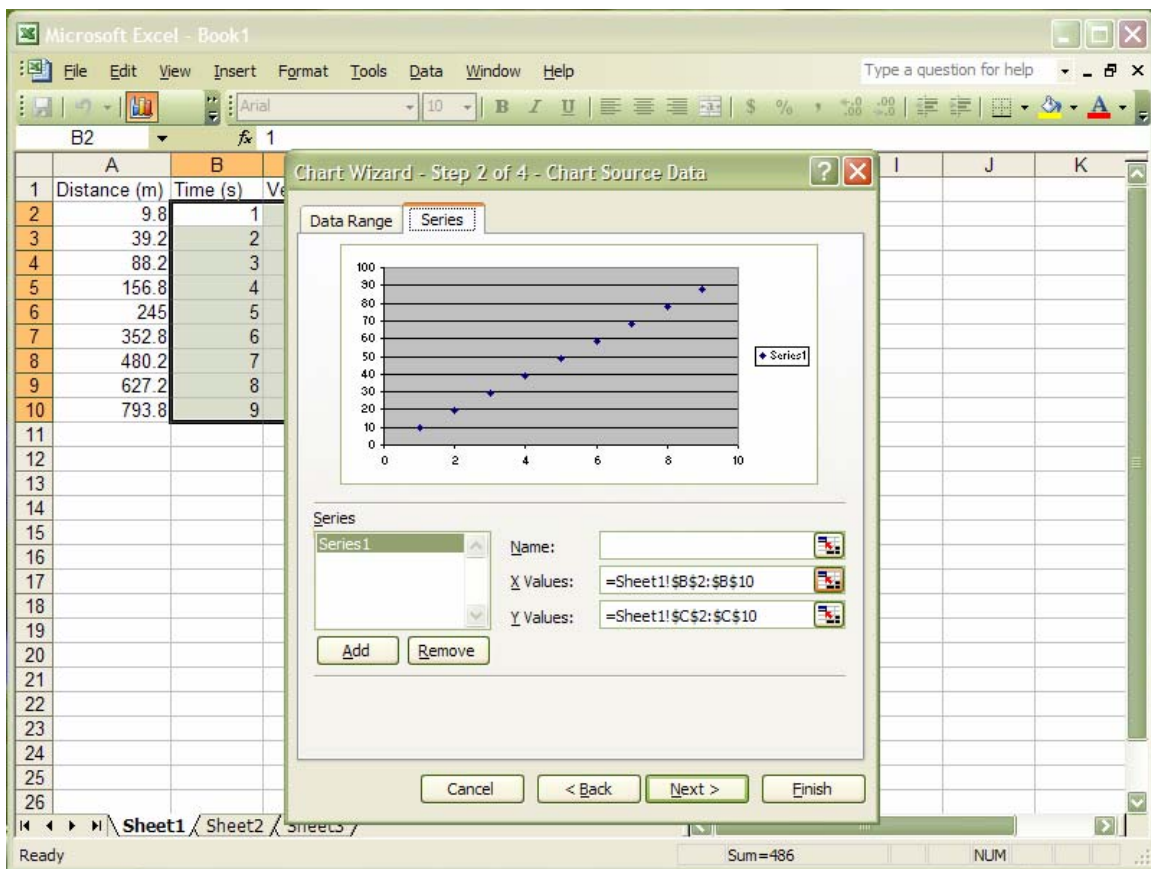 Microsoft Excel - Book1
File Edit View Insert Format Tools Data Window Help Type a question for help
Arial 10 B I U $ % ,
B2 fx 1
A B I J K
1 Distance (m) Time (s) Ve
2 9.8 1
3 39.2 2
4 88.2 3
5 156.8 4
6 245 5
7 352.8 6
8 480.2 7
9 627.2 8
10 793.8 9
11
12
13
14
15
16
17
18
19
20
21
22
23
24
25
26
Chart Wizard - Step 2 of 4 - Chart Source Data
Data Range Series
100
90
80
70
60
50
40
30
20
10
0
0 2 4 6 8 10
Series1
Series
Series1
Name:
X Values: =Sheet1!$B$2:$B$10
Y Values: =Sheet1!$C$2:$C$10
Add Remove
Cancel < Back Next > Finish
Sheet1 Sheet2 Sheet3
Ready Sum=486 NUM